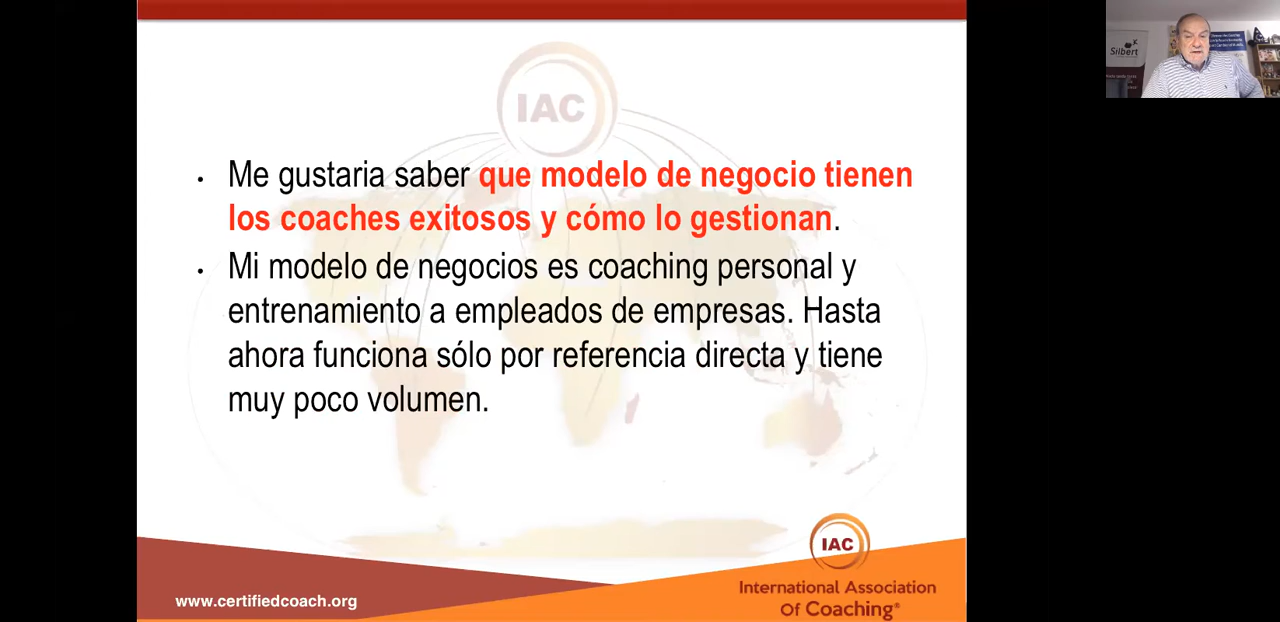 IAC
Me gustaria saber que modelo de negocio tienen
los coaches exitosos y cómo lo gestionan.
Mi modelo de negocios es coaching personal y
entrenamiento a empleados de empresas. Hasta
ahora funciona sólo por referencia directa y tiene
muy poco volumen.
www.certifiedcoach.org
IAC
International Association
Of Coaching®
Silbert